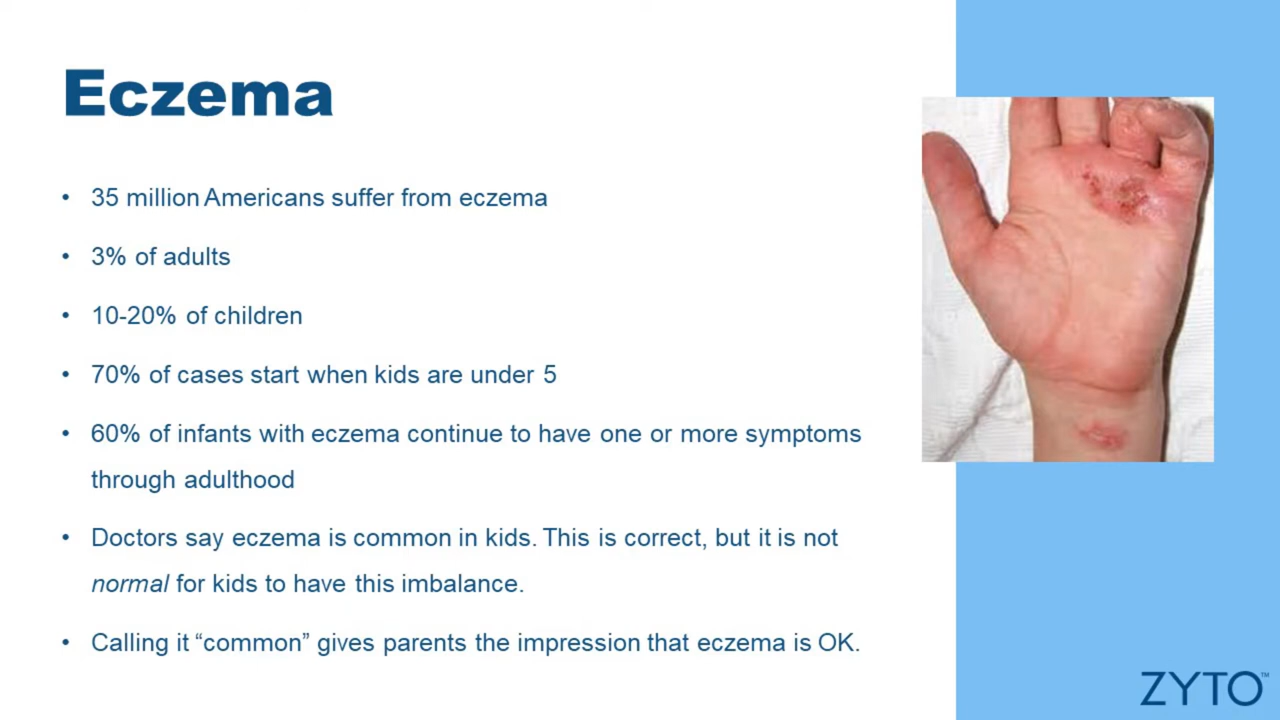 Eczema
• 35 million Americans suffer from eczema
• 3% of adults
• 10-20% of children
• 70% of cases start when kids are under 5
• 60% of infants with eczema continue to have one or more symptoms
through adulthood
• Doctors say eczema is common in kids. This is correct, but it is not
normal for kids to have this imbalance.
• Calling it “common” gives parents the impression that eczema is OK.
ZYTO™